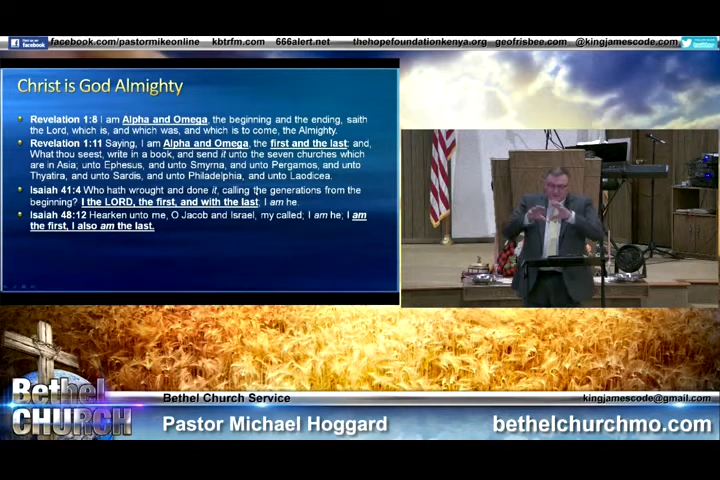 facebook.com/pastormikeonline kbtrfm.com 666alert.net thehopefoundationkenya.org geofrisbee.com @kingjamescode.com
Christ is God Almighty
Revelation 1:8 I am Alpha and Omega, the beginning and the ending, saith
the Lord, which is, and which was, and which is to come, the Almighty.
Revelation 1:11 Saying, I am Alpha and Omega, the first and the last: and,
What thou seest, write in a book, and send it unto the seven churches which
are in Asia; unto Ephesus, and unto Smyrna, and unto Pergamos, and unto
Thyatira, and unto Sardis, and unto Philadelphia, and unto Laodicea.
Isaiah 41:4 Who hath wrought and done it, calling the generations from the
beginning? I the LORD, the first, and with the last; I am he.
Isaiah 48:12 Hearken unto me, O Jacob and Israel, my called; I am he; I am
the first, I also am the last.
Bethel
CHURCH
Bethel Church Service kingjamescode@gmail.com
Pastor Michael Hoggard bethelchurchmo.com